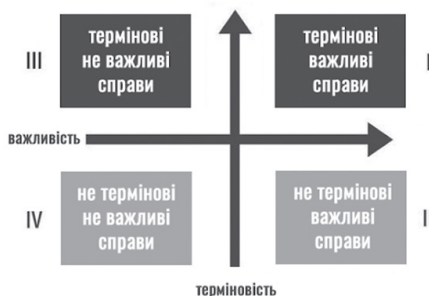 III
термінові
не важливі
справи
термінові
важливі
справи
важливість
IV
не термінові
не важливі
справи
не термінові
важливі
справи
терміновість